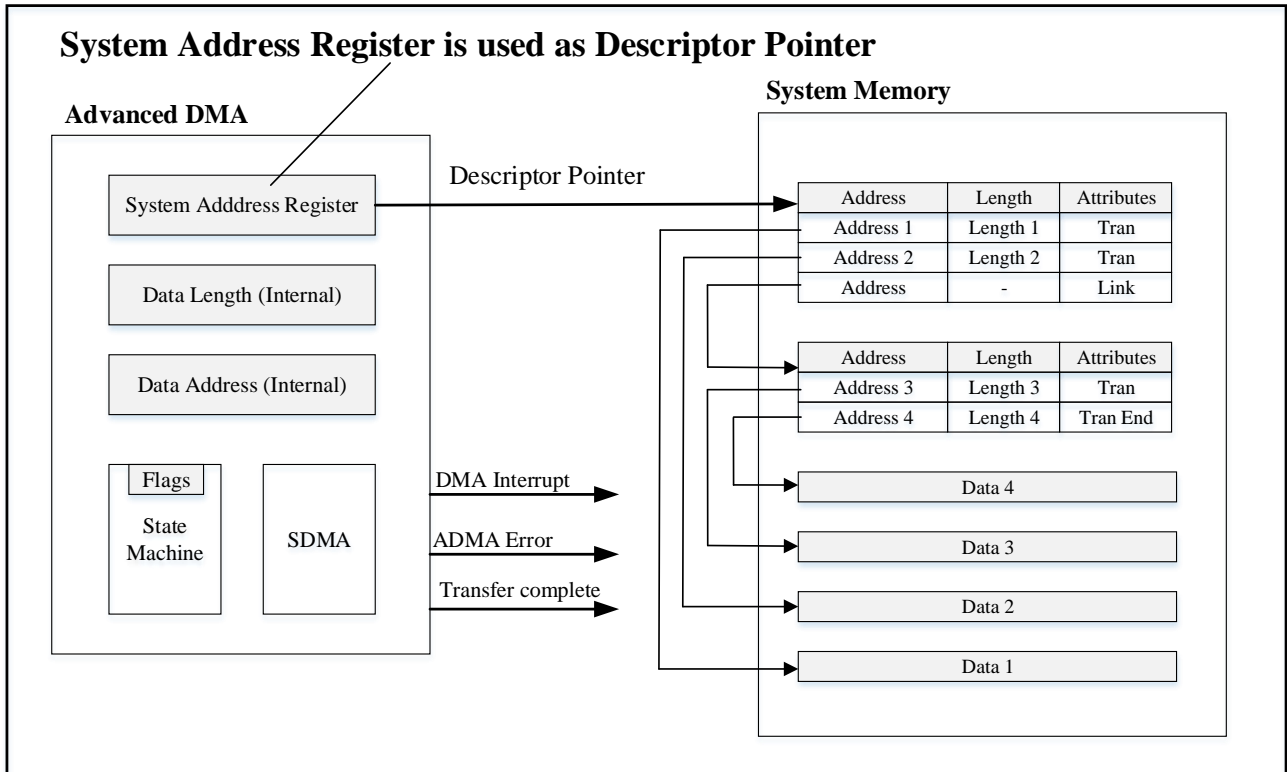 System Address Register is used as Descriptor Pointer
Advanced DMA
System Adddress Register
Data Length (Internal)
Data Address (Internal)
Flags
State
Machine
SDMA
Descriptor Pointer
DMA Interrupt
ADMA Error
Transfer complete
System Memory
Address Length Attributes
Address 1 Length 1 Tran
Address 2 Length 2 Tran
Address - Link
Address Length Attributes
Address 3 Length 3 Tran
Address 4 Length 4 Tran End
Data 4
Data 3
Data 2
Data 1